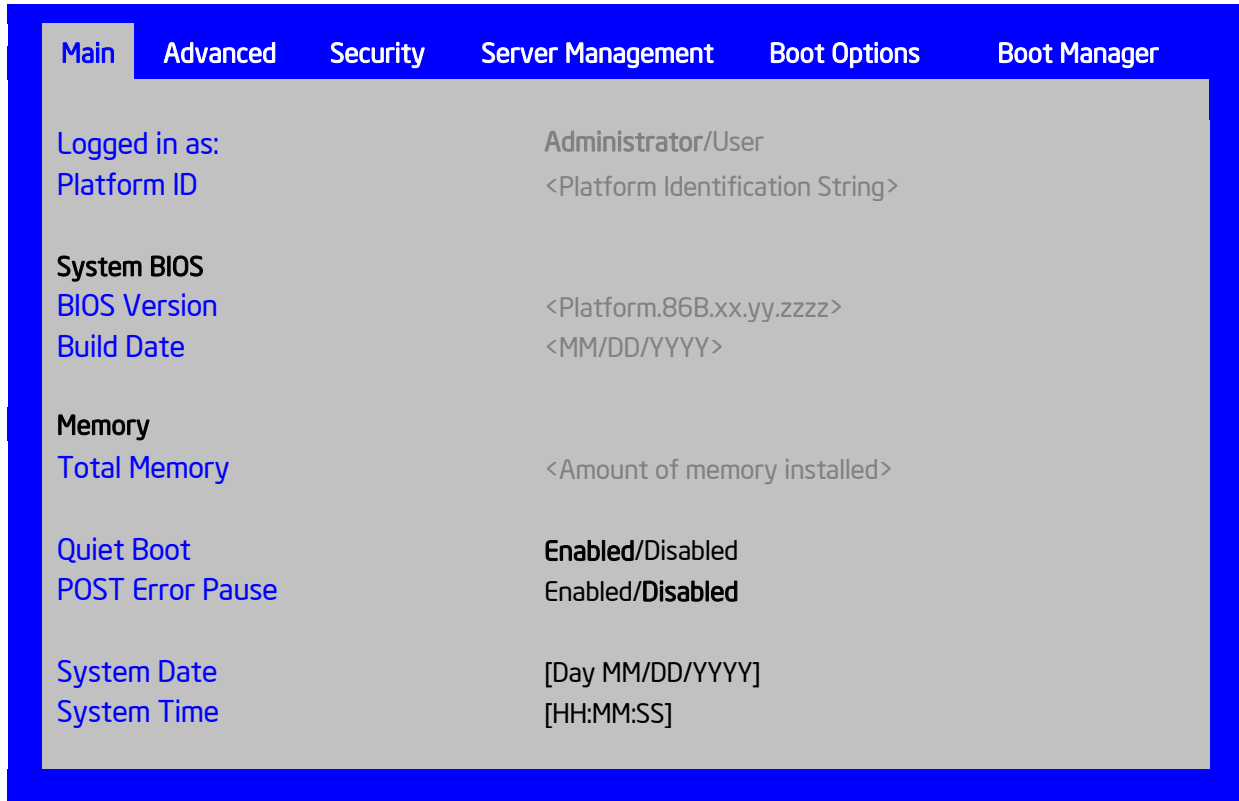 Main Advanced Security Server Management Boot Options Boot Manager
Logged in as: Administrator/User
Platform ID <Platform Identification String>
System BIOS
BIOS Version <Platform.86B.xx.yy.zzzz>
Build Date <MM/DD/YYYY>
Memory
Total Memory <Amount of memory installed>
Quiet Boot Enabled/Disabled
POST Error Pause Enabled/Disabled
System Date [Day MM/DD/YYYY]
System Time [HH:MM:SS]